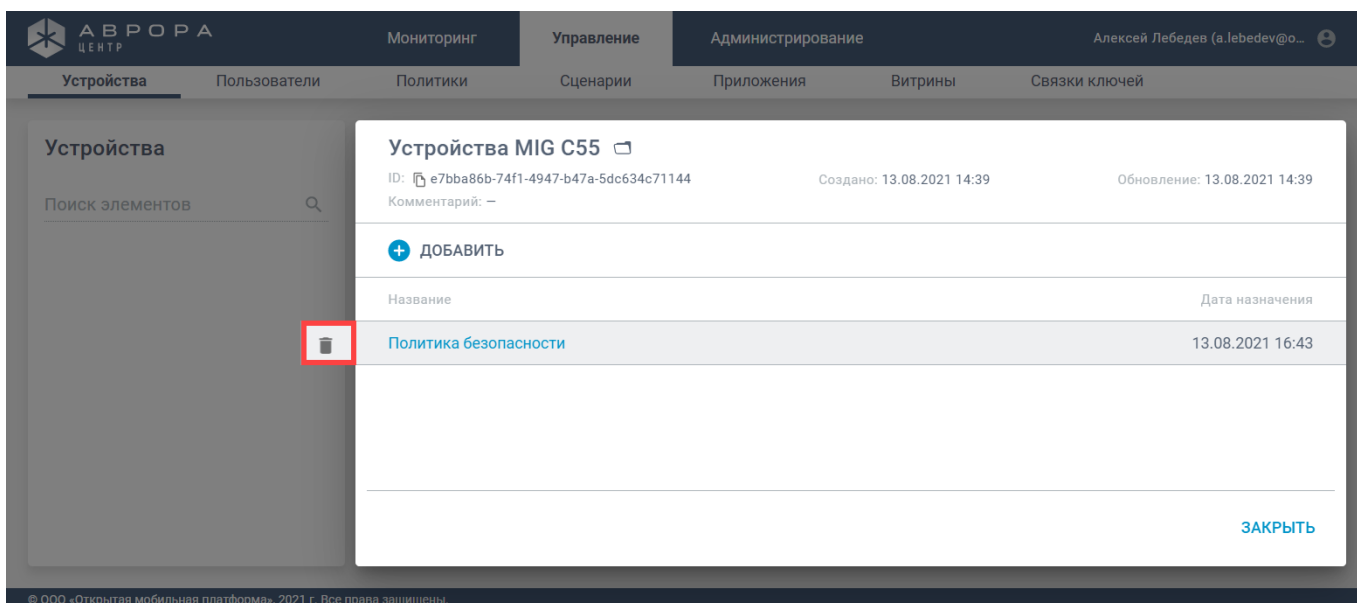 АВРОРА
ЦЕНТР
Мониторинг Управление Администрирование Алексей Лебедев (a.lebedev@o...
Устройства Пользователи Политики Сценарии Приложения Витрины Связки ключей
Устройства
Поиск элементов
Устройства MIG C55
ID: e7bba86b-74f1-4947-b47a-5dc634c71144 Создано: 13.08.2021 14:39 Обновление: 13.08.2021 14:39
Комментарий: —
ДОБАВИТЬ
Название Дата назначения
Политика безопасности 13.08.2021 16:43
ЗАКРЫТЬ
© ООО «Открытая мобильная платформа», 2021 г. Все права защищены.